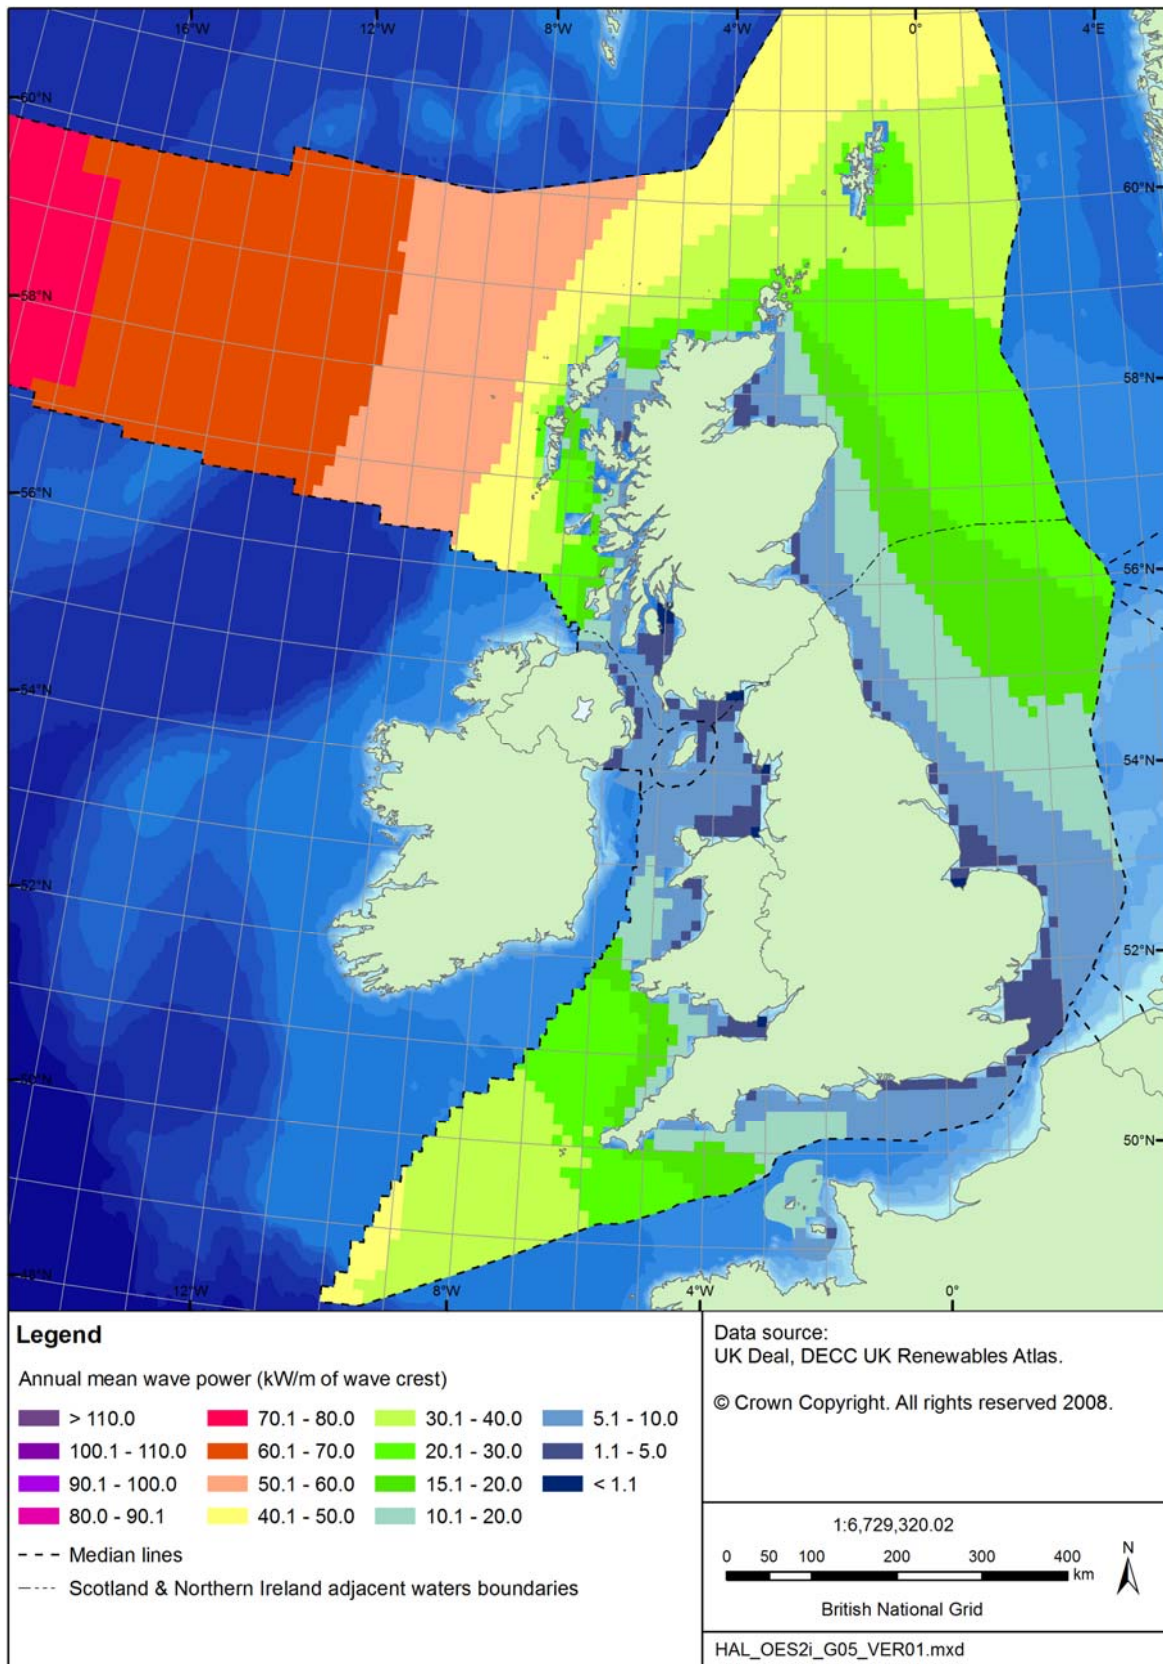 16°W 12°W 8°W 4°W 0° 4°E
60°N
60°N
58°N
58°N
56°N
56°N
54°N
54°N
52°N
52°N
50°N
50°N
48°N
12°W 8°W 4°W 0°
Legend
Annual mean wave power (kW/m of wave crest)
> 110.0 70.1 - 80.0 30.1 - 40.0 5.1 - 10.0
100.1 - 110.0 60.1 - 70.0 20.1 - 30.0 1.1 - 5.0
90.1 - 100.0 50.1 - 60.0 15.1 - 20.0 < 1.1
80.0 - 90.1 40.1 - 50.0 10.1 - 20.0
Median lines
Scotland & Northern Ireland adjacent waters boundaries
Data source:
UK Deal, DECC UK Renewables Atlas.
© Crown Copyright. All rights reserved 2008.
1:6,729,320.02
0 50 100 200 300 400
km
N
British National Grid
HAL_OES2i_G05_VER01.mxd